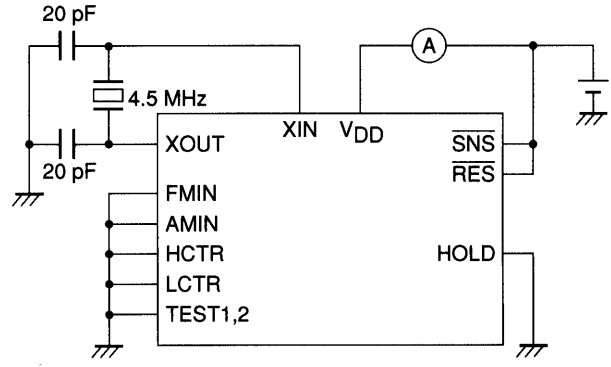 20 pF
A
4.5 MHz
XIN
VDD
XOUT
SNS
20 pF
RES
FMIN
AMIN
HCTR
HOLD
LCTR
TEST1,2